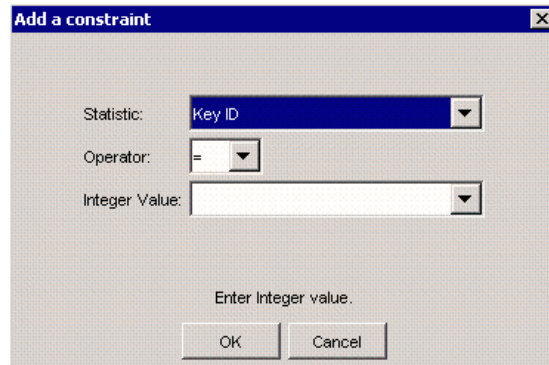 Add a constraint
Statistic: Key ID
Operator: =
Integer Value:
Enter Integer value.
OK Cancel